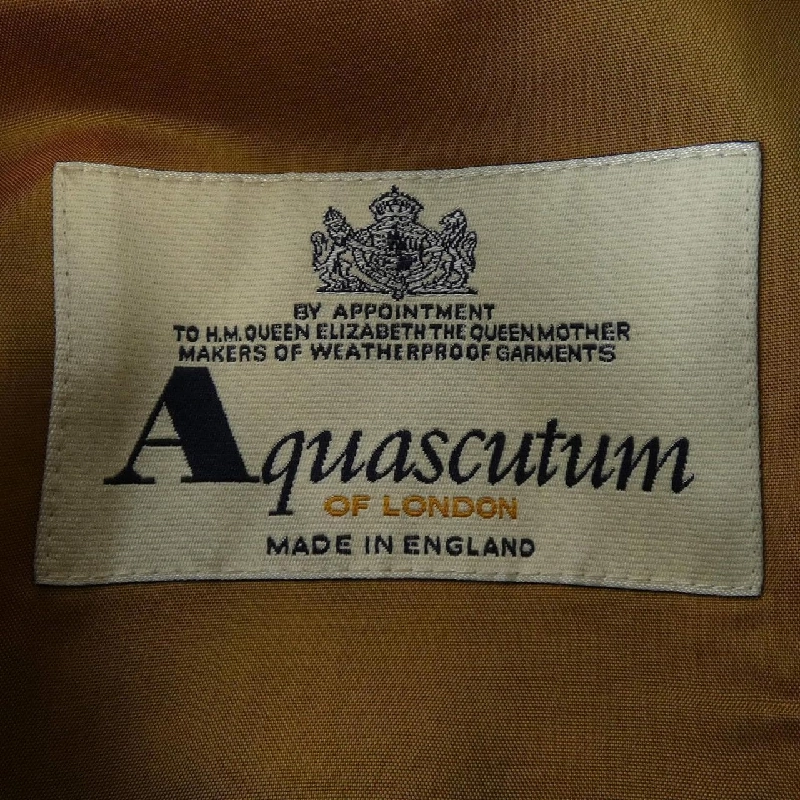 BY APPOINTMENT
TO H.M. QUEEN ELIZABETH THE QUEEN MOTHER
MAKERS OF WEATHERPROOF GARMENTS
Aquascutum
OF LONDON
MADE IN ENGLAND